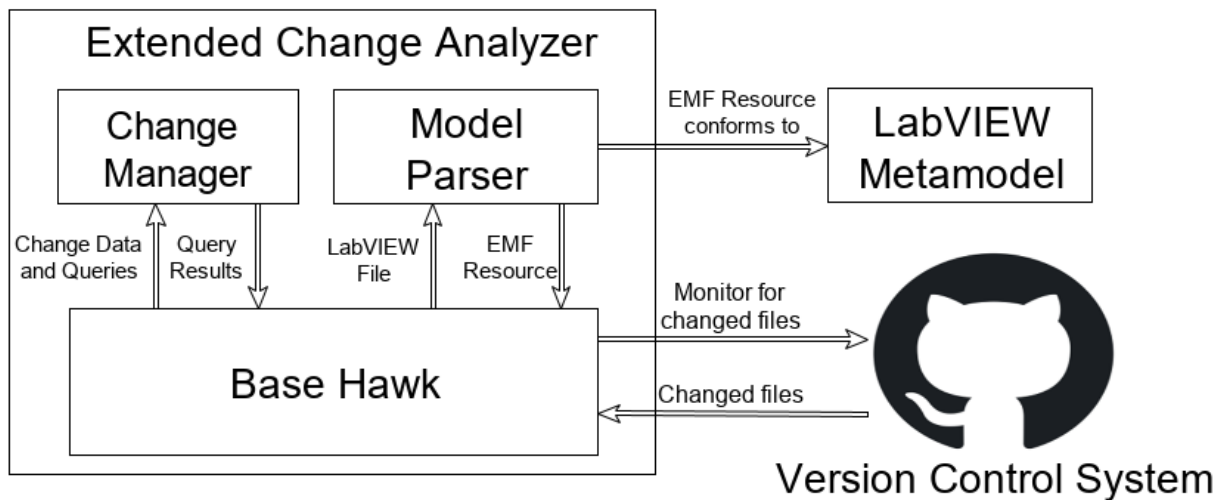 Extended Change Analyzer
Change
Manager
Model
Parser
EMF Resource
conforms to
LabVIEW
Metamodel
Change Data
and Queries
Query
Results
LabVIEW
File
EMF
Resource
Monitor for
changed files
Base Hawk
Changed files
Version Control System